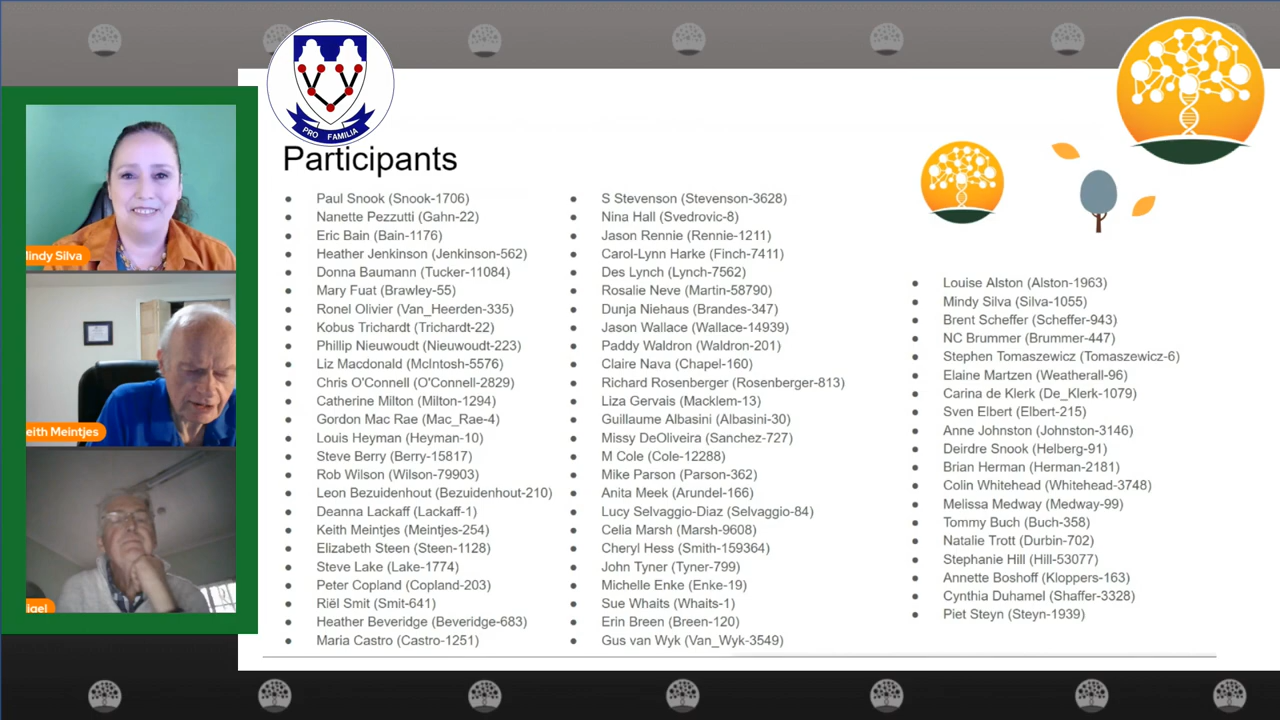 PRO FAMILIA
Participants
Paul Snook (Snook-1706)
Nanette Pezzutti (Gahn-22)
Eric Bain (Bain-1176)
Heather Jenkinson (Jenkinson-562)
Donna Baumann (Tucker-11084)
Mary Fuat (Brawley-55)
Ronel Olivier (Van_Heerden-335)
Kobus Trichardt (Trichardt-22)
Phillip Nieuwoudt (Nieuwoudt-223)
Liz Macdonald (McIntosh-5576)
Chris O'Connell (O'Connell-2829)
Catherine Milton (Milton-1294)
Gordon Mac Rae (Mac_Rae-4)
Louis Heyman (Heyman-10)
Steve Berry (Berry-15817)
Rob Wilson (Wilson-79903)
Leon Bezuidenhout (Bezuidenhout-210)
Deanna Lackaff (Lackaff-1)
Keith Meintjes (Meintjes-254)
Elizabeth Steen (Steen-1128)
Steve Lake (Lake-1774)
Peter Copland (Copland-203)
Riël Smit (Smit-641)
Heather Beveridge (Beveridge-683)
Maria Castro (Castro-1251)
S Stevenson (Stevenson-3628)
Nina Hall (Svedrovic-8)
Jason Rennie (Rennie-1211)
Carol-Lynn Harke (Finch-7411)
Des Lynch (Lynch-7562)
Rosalie Neve (Martin-58790)
Dunja Niehaus (Brandes-347)
Jason Wallace (Wallace-14939)
Paddy Waldron (Waldron-201)
Claire Nava (Chapel-160)
Richard Rosenberger (Rosenberger-813)
Liza Gervais (Macklem-13)
Guillaume Albasini (Albasini-30)
Missy DeOliveira (Sanchez-727)
M Cole (Cole-12288)
Mike Parson (Parson-362)
Anita Meek (Arundel-166)
Lucy Selvaggio-Diaz (Selvaggio-84)
Celia Marsh (Marsh-9608)
Cheryl Hess (Smith-159364)
John Tyner (Tyner-799)
Michelle Enke (Enke-19)
Sue Whaits (Whaits-1)
Erin Breen (Breen-120)
Gus van Wyk (Van_Wyk-3549)
Louise Alston (Alston-1963)
Mindy Silva (Silva-1055)
Brent Scheffer (Scheffer-943)
NC Brummer (Brummer-447)
Stephen Tomaszewicz (Tomaszewicz-6)
Elaine Martzen (Weatherall-96)
Carina de Klerk (De_Klerk-1079)
Sven Elbert (Elbert-215)
Anne Johnston (Johnston-3146)
Deirdre Snook (Helberg-91)
Brian Herman (Herman-2181)
Colin Whitehead (Whitehead-3748)
Melissa Medway (Medway-99)
Tommy Buch (Buch-358)
Natalie Trott (Durbin-702)
Stephanie Hill (Hill-53077)
Annette Boshoff (Kloppers-163)
Cynthia Duhamel (Shaffer-3328)
Piet Steyn (Steyn-1939)
indy Silva
eith Meintjes
igel